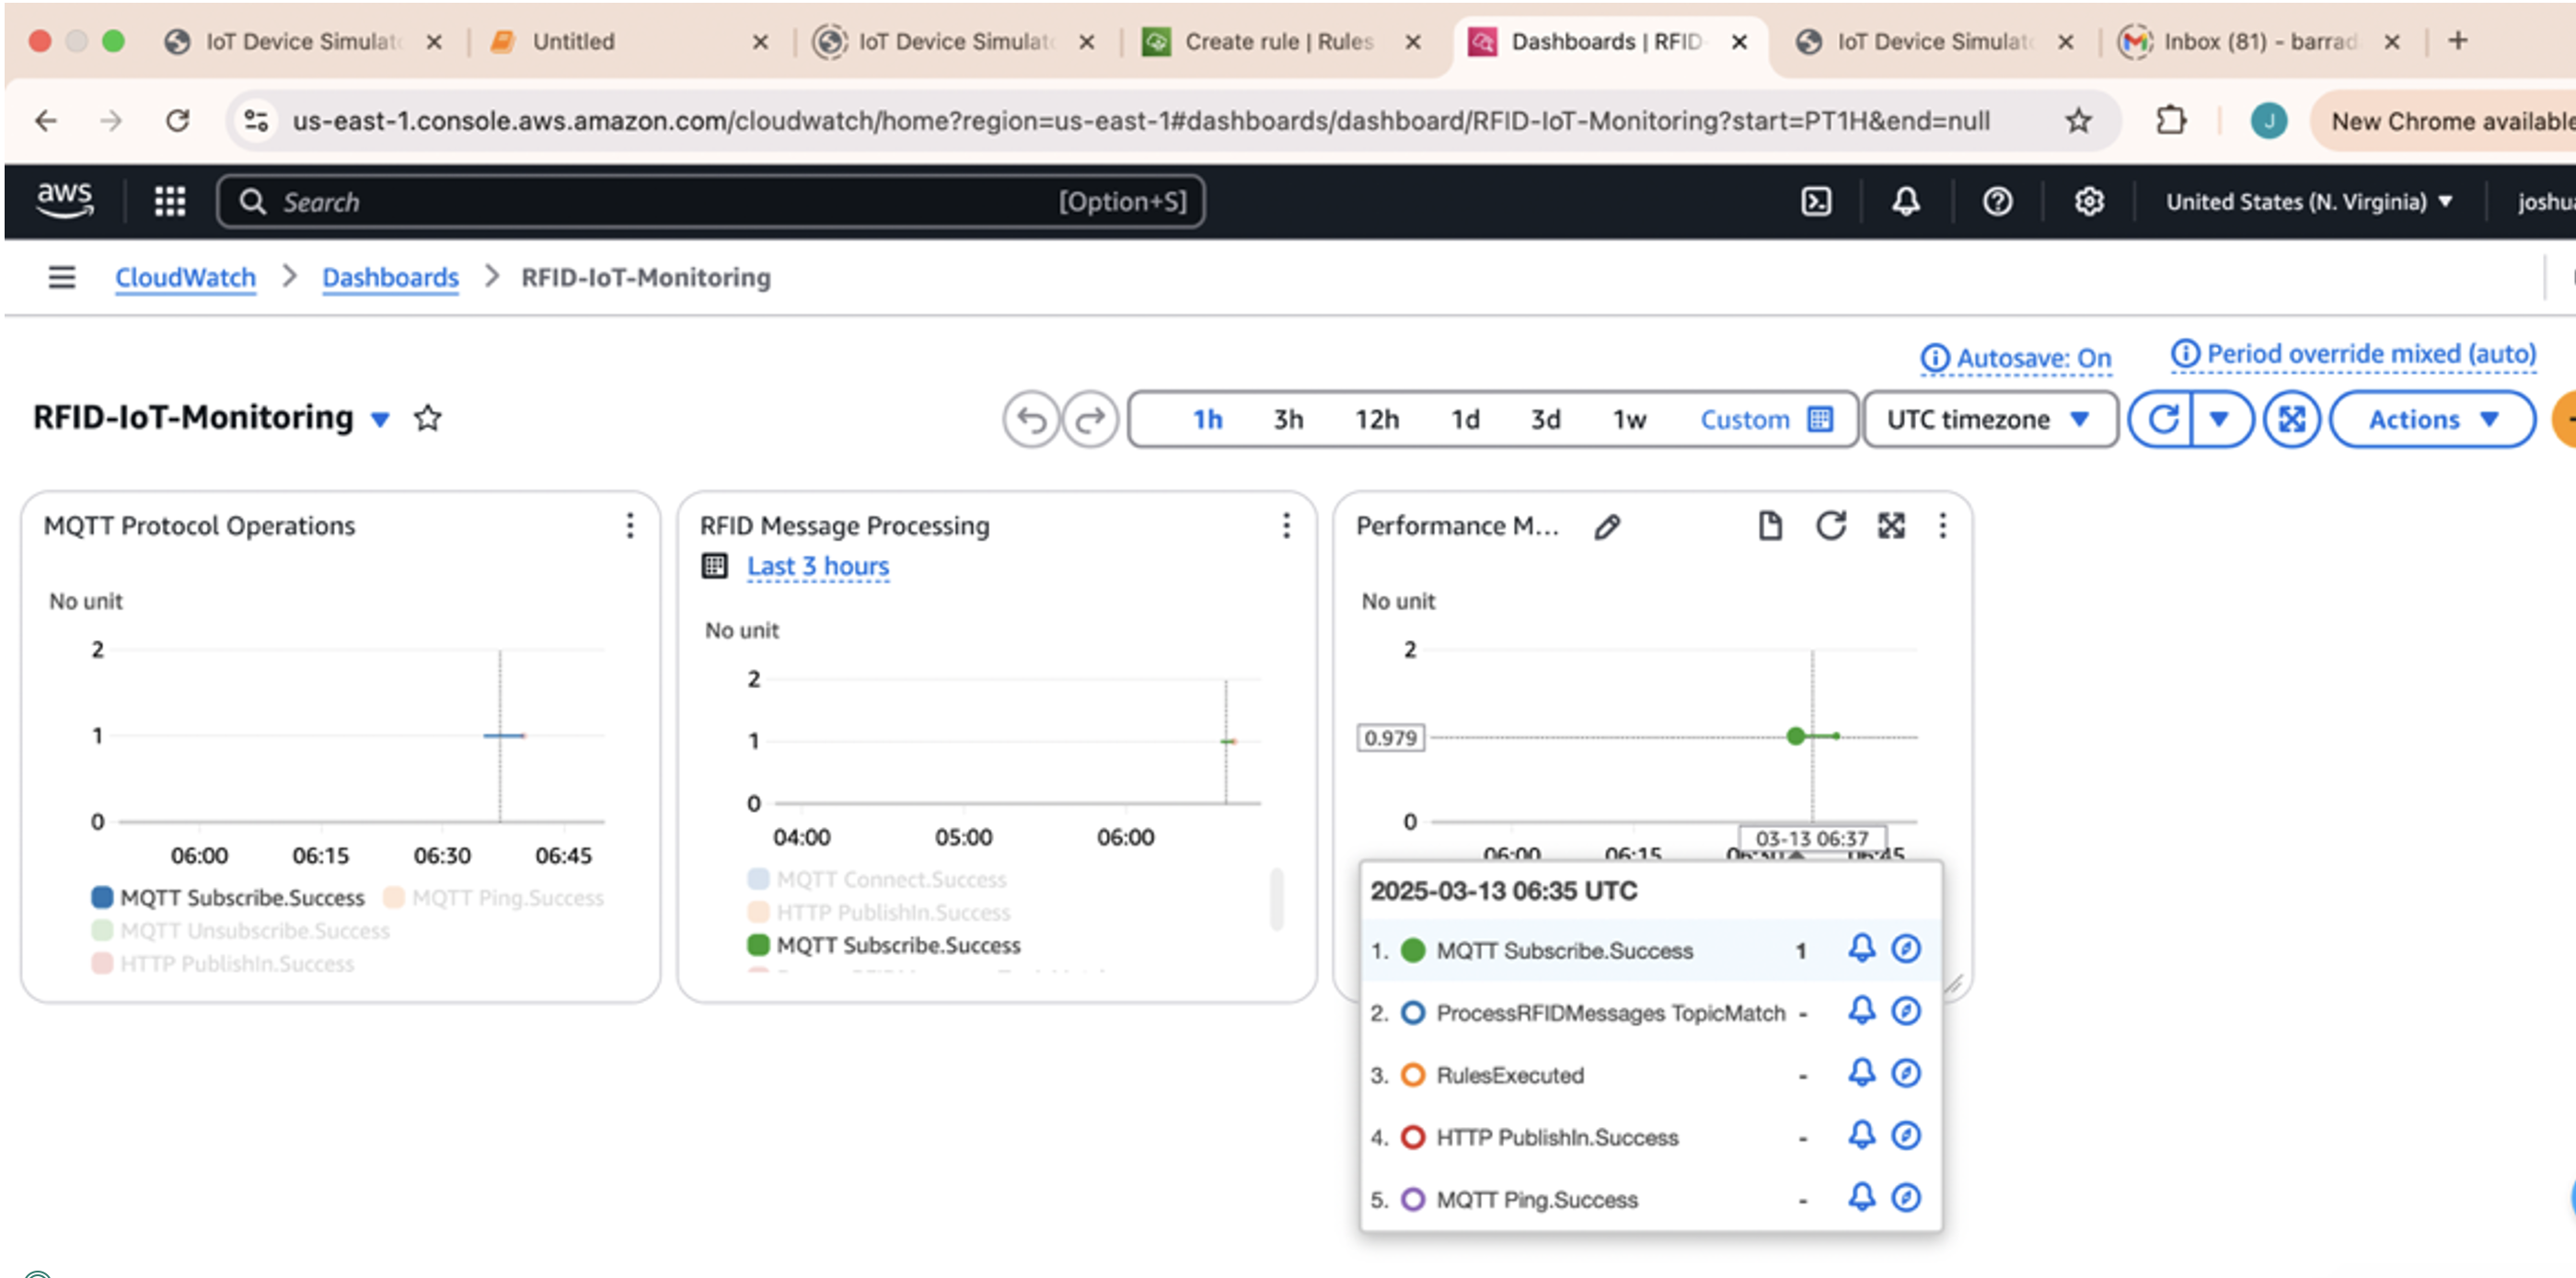 IoT Device Simulat
Untitled
IoT Device Simulat
Create rule | Rules
Dashboards | RFID-
IoT Device Simulat
Inbox (81) - barrad
us-east-1.console.aws.amazon.com/cloudwatch/home?region=us-east-1#dashboards/dashboard/RFID-IoT-Monitoring?start=PT1H&end=null
J
New Chrome available
aws
Search
[Option+S]
United States (N. Virginia)
joshu
CloudWatch
Dashboards
RFID-IoT-Monitoring
Autosave: On
Period override mixed (auto)
RFID-IoT-Monitoring
1h 3h 12h 1d 3d 1w Custom
UTC timezone
Actions
MQTT Protocol Operations
No unit
2
1
0
06:00 06:15 06:30 06:45
MQTT Subscribe.Success MQTT Ping.Success
MQTT Unsubscribe.Success
HTTP PublishIn.Success
RFID Message Processing
Last 3 hours
No unit
2
1
0
04:00 05:00 06:00
MQTT Connect.Success
HTTP PublishIn.Success
MQTT Subscribe.Success
Performance M...
No unit
2
0.979
0
03-13 06:37
06:00 06:15 06:30 06:45
2025-03-13 06:35 UTC
1. MQTT Subscribe.Success 1
2. ProcessRFIDMessages TopicMatch -
3. RulesExecuted -
4. HTTP PublishIn.Success -
5. MQTT Ping.Success -